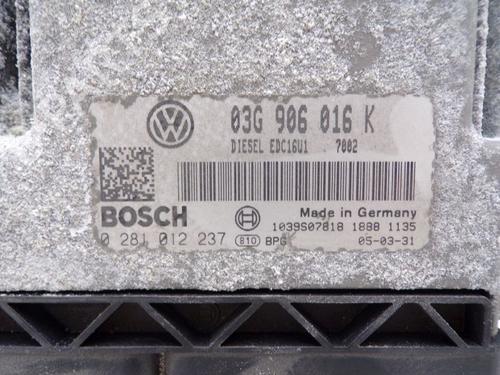 03G 906 016 K
DIESEL EDC16U1 7002
BOSCH
Made in Germany
1039S07818 1888 1135
0 281 012 237 810 BPG 05-03-31